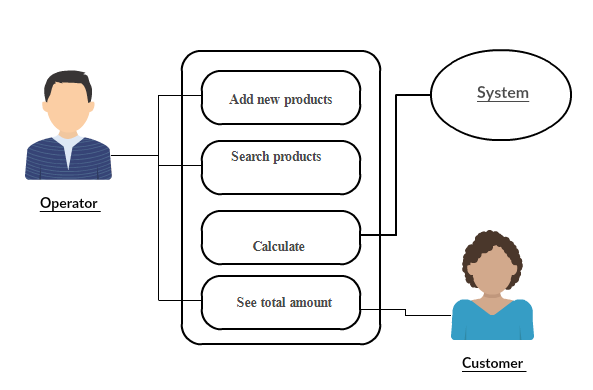 Add new products
System
Search products
Operator
Calculate
See total amount
Customer